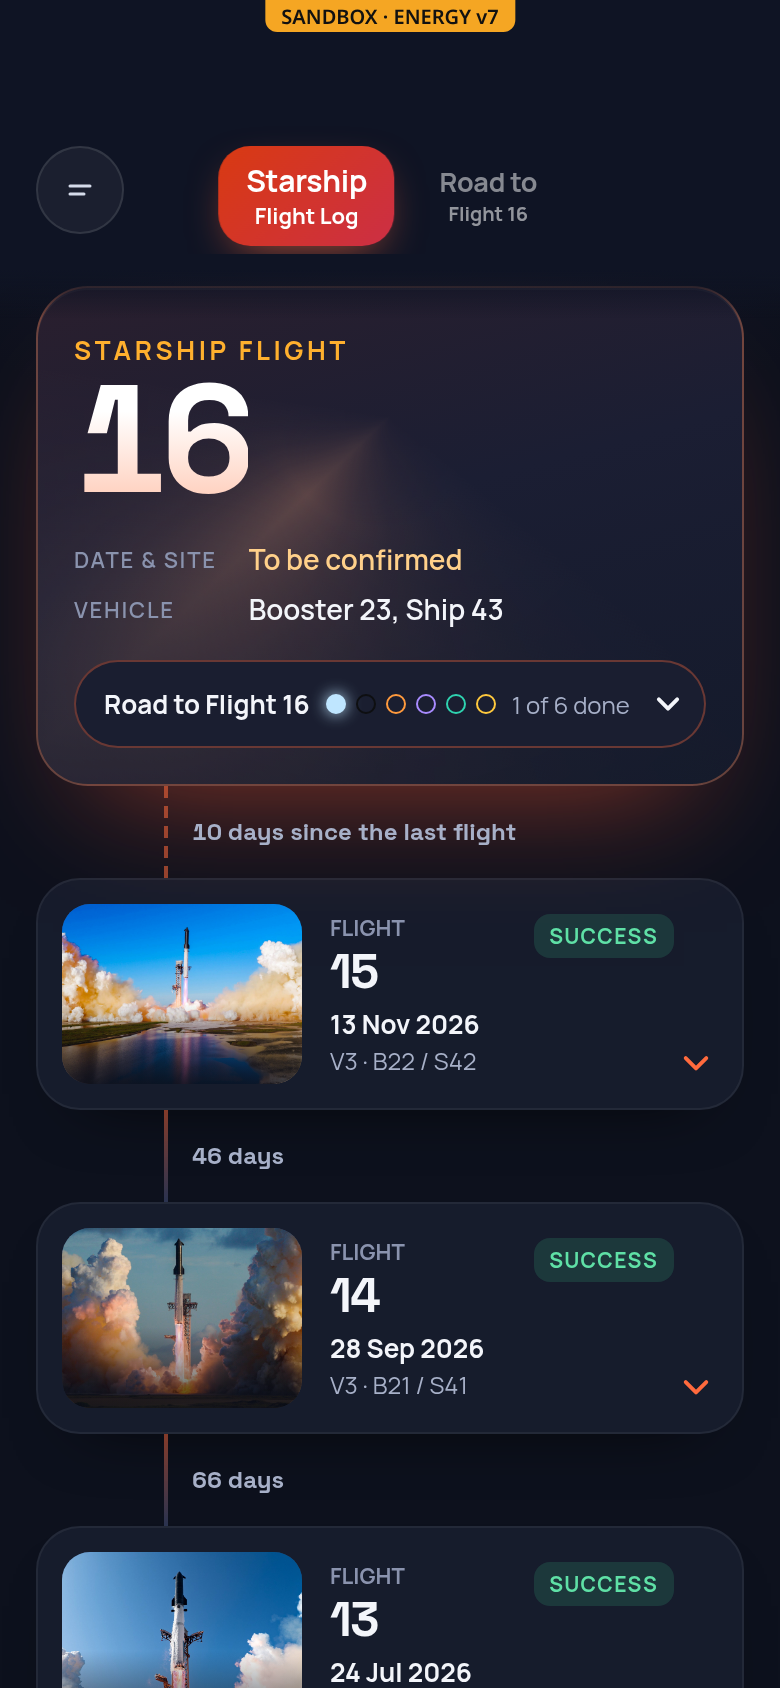 SANDBOX · ENERGY v7
Starship
Flight Log
Road to
Flight 16
STARSHIP FLIGHT
16
DATE & SITE To be confirmed
VEHICLE Booster 23, Ship 43
Road to Flight 16 1 of 6 done
10 days since the last flight
FLIGHT
SUCCESS
15
13 Nov 2026
V3 · B22 / S42
46 days
FLIGHT
SUCCESS
14
28 Sep 2026
V3 · B21 / S41
66 days
FLIGHT
SUCCESS
13
24 Jul 2026